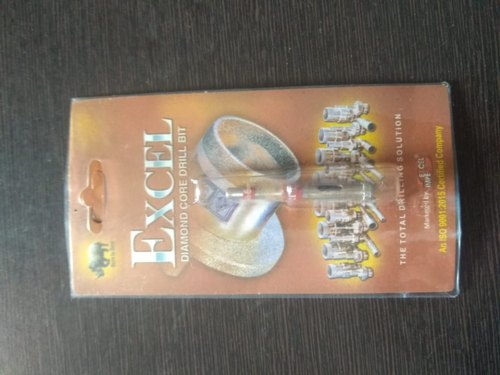 EXCEL
DIAMOND CORE DRILL BIT
THE TOTAL DRILLING SOLUTION
Marketed by
An ISO 9001:2015 Certified Company